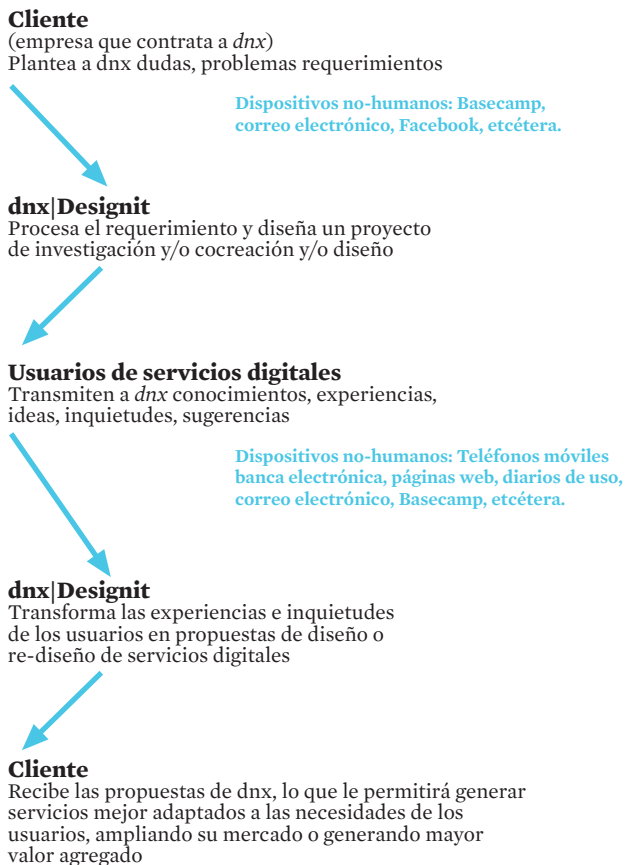 Cliente
(empresa que contrata a dnx)
Plantea a dnx dudas, problemas requerimientos
Dispositivos no-humanos: Basecamp,
correo electrónico, Facebook, etcétera.
dnx|Designit
Procesa el requerimiento y diseña un proyecto
de investigación y/o cocreación y/o diseño
Usuarios de servicios digitales
Transmiten a dnx conocimientos, experiencias,
ideas, inquietudes, sugerencias
Dispositivos no-humanos: Teléfonos móviles
banca electrónica, páginas web, diarios de uso,
correo electrónico, Basecamp, etcétera.
dnx|Designit
Transforma las experiencias e inquietudes
de los usuarios en propuestas de diseño o
re-diseño de servicios digitales
Cliente
Recibe las propuestas de dnx, lo que le permitirá generar
servicios mejor adaptados a las necesidades de los
usuarios, ampliando su mercado o generando mayor
valor agregado